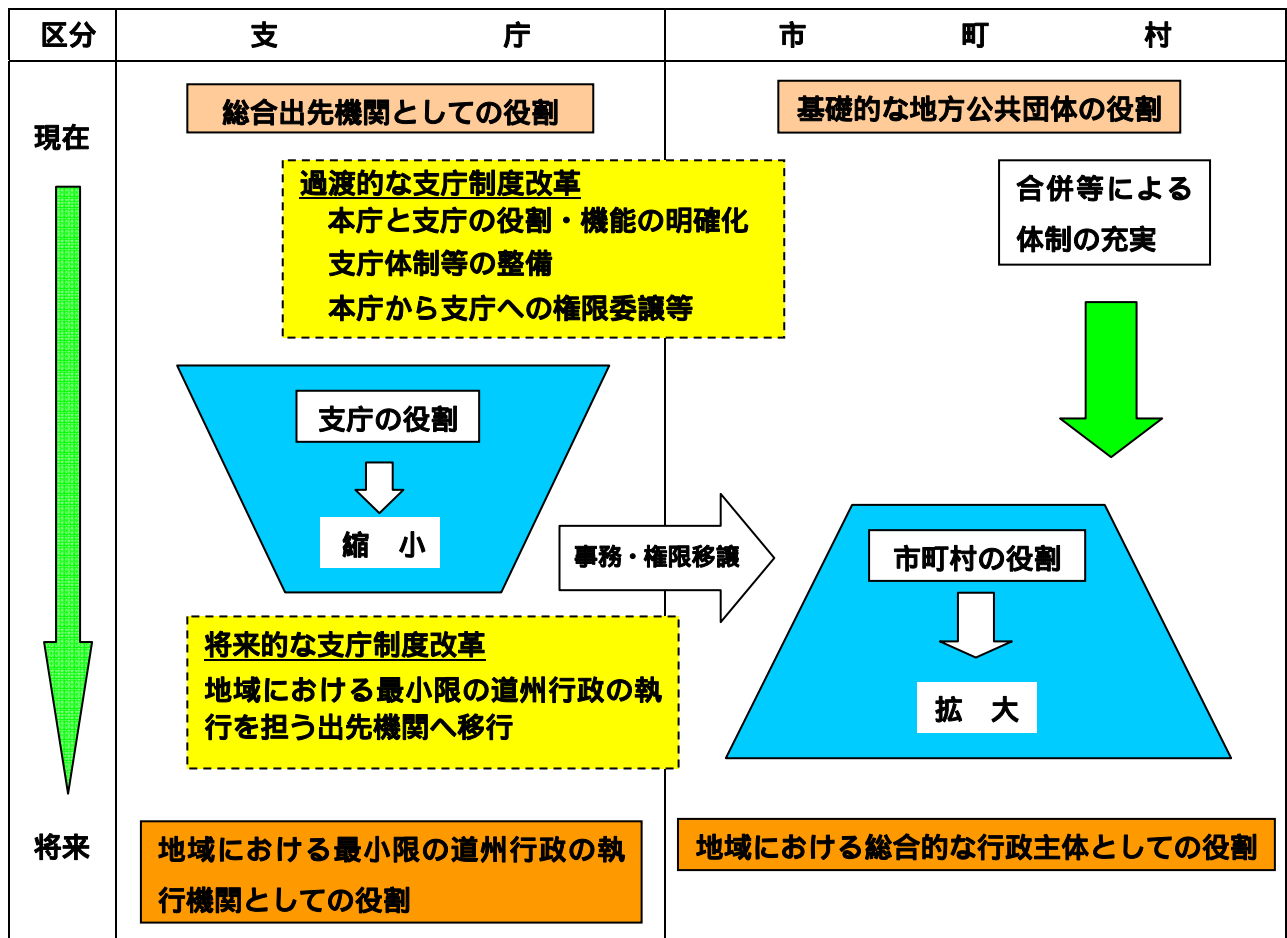 区分
支庁
市町村
現在
総合出先機関としての役割
基礎的な地方公共団体の役割
過渡的な支庁制度改革
本庁と支庁の役割・機能の明確化
支庁体制等の整備
本庁から支庁への権限委譲等
合併等による
体制の充実
支庁の役割
縮 小
事務・権限移譲
市町村の役割
拡 大
将来的な支庁制度改革
地域における最小限の道州行政の執
行を担う出先機関へ移行
将来
地域における最小限の道州行政の執
行機関としての役割
地域における総合的な行政主体としての役割